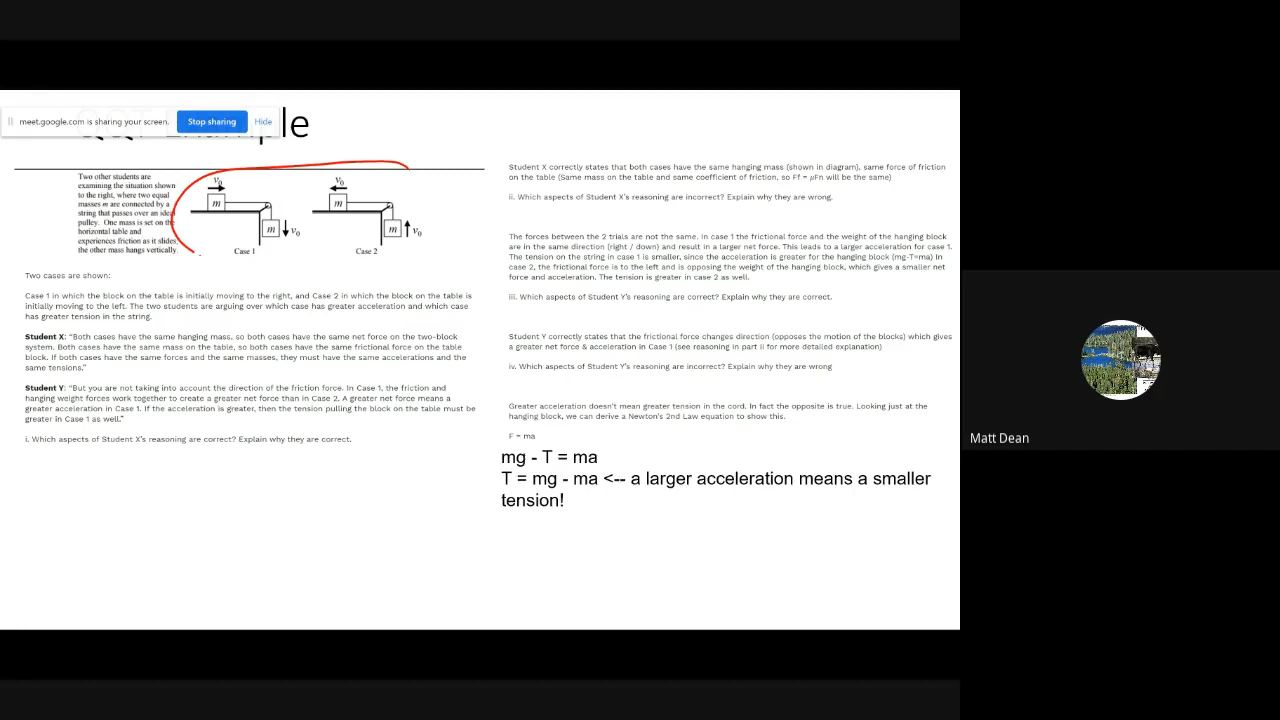 meet.google.com is sharing your screen. Stop sharing Hide
Two other students are
examining the situation shown
to the right, where two equal
masses m are connected by a
string that passes over an ideal
pulley. One mass is set on the
horizontal table and
experiences friction as it slides,
the other mass hangs vertically.
v₀
m
m
v₀
Case 1
v₀
m
m
v₀
Case 2
Two cases are shown:
Case 1 in which the block on the table is initially moving to the right, and Case 2 in which the block on the table is
initially moving to the left. The two students are arguing over which case has greater acceleration and which case
has greater tension in the string.
Student X: “Both cases have the same hanging mass, so both cases have the same net force on the two-block
system. Both cases have the same mass on the table, so both cases have the same frictional force on the table
block. If both cases have the same forces and the same masses, they must have the same accelerations and the
same tensions.”
Student Y: “But you are not taking into account the direction of the friction force. In Case 1, the friction and
hanging weight forces work together to create a greater net force than in Case 2. A greater net force means a
greater acceleration in Case 1. If the acceleration is greater, then the tension pulling the block on the table must be
greater in Case 1 as well.”
i. Which aspects of Student X’s reasoning are correct? Explain why they are correct.
Student X correctly states that both cases have the same hanging mass (shown in diagram), same force of friction
on the table (Same mass on the table and same coefficient of friction, so Ff = μFn will be the same)
ii. Which aspects of Student X’s reasoning are incorrect? Explain why they are wrong.
The forces between the 2 trials are not the same. In case 1 the frictional force and the weight of the hanging block
are in the same direction (right / down) and result in a larger net force. This leads to a larger acceleration for case 1.
The tension on the string in case 1 is smaller, since the acceleration is greater for the hanging block (mg-T=ma) In
case 2, the frictional force is to the left and is opposing the weight of the hanging block, which gives a smaller net
force and acceleration. The tension is greater in case 2 as well.
iii. Which aspects of Student Y’s reasoning are correct? Explain why they are correct.
Student Y correctly states that the frictional force changes direction (opposes the motion of the blocks) which gives
a greater net force & acceleration in Case 1 (see reasoning in part ii for more detailed explanation)
iv. Which aspects of Student Y’s reasoning are incorrect? Explain why they are wrong
Greater acceleration doesn't mean greater tension in the cord. In fact the opposite is true. Looking just at the
hanging block, we can derive a Newton's 2nd Law equation to show this.
F = ma
mg - T = ma
T = mg - ma <-- a larger acceleration means a smaller
tension!
Matt Dean